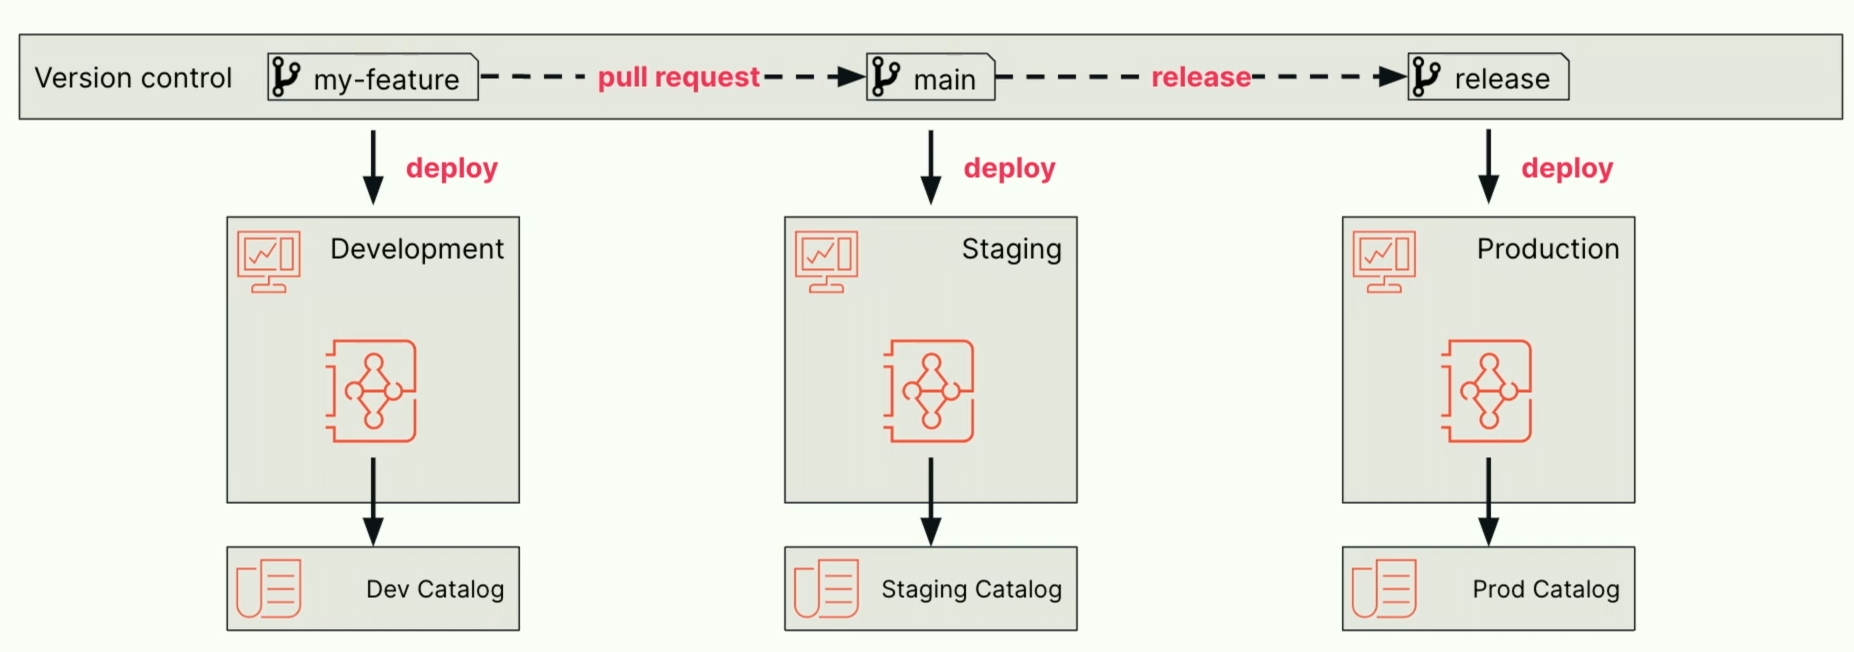 Version control
my-feature
pull request
main
release
release
deploy
deploy
deploy
Development
Staging
Production
Dev Catalog
Staging Catalog
Prod Catalog